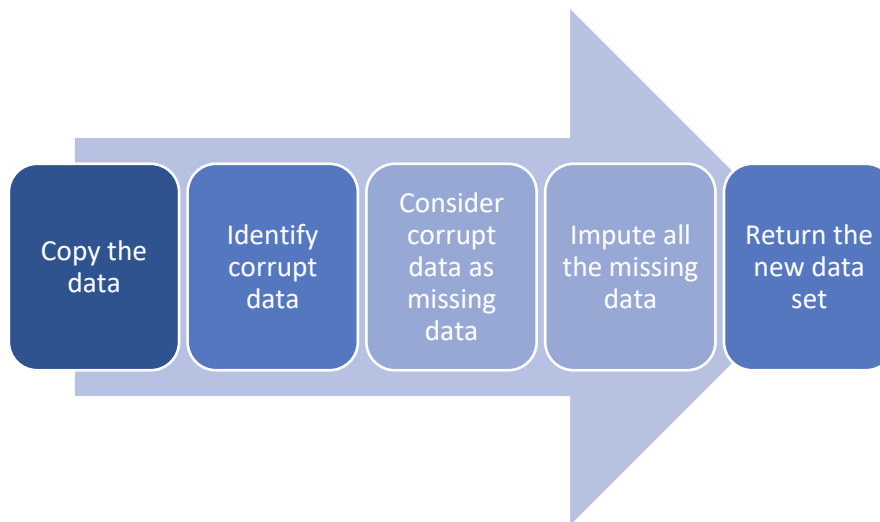 Copy the
data
Identify
corrupt
data
Consider
corrupt
data as
missing
data
Impute all
the missing
data
Return the
new data
set